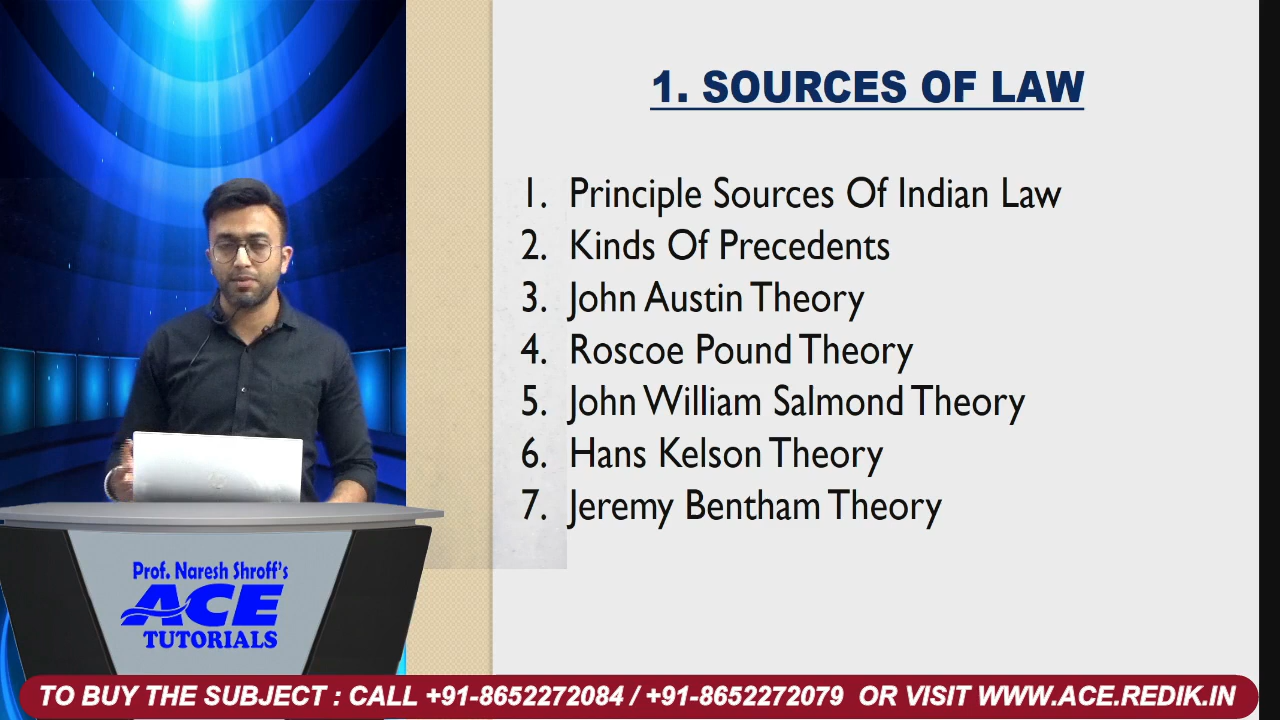 1. SOURCES OF LAW
1. Principle Sources Of Indian Law
2. Kinds Of Precedents
3. John Austin Theory
4. Roscoe Pound Theory
5. John William Salmond Theory
6. Hans Kelson Theory
7. Jeremy Bentham Theory
Prof. Naresh Shroff's
ACE
TUTORIALS
TO BUY THE SUBJECT : CALL +91-8652272084 / +91-8652272079 OR VISIT WWW.ACE.REDIK.IN